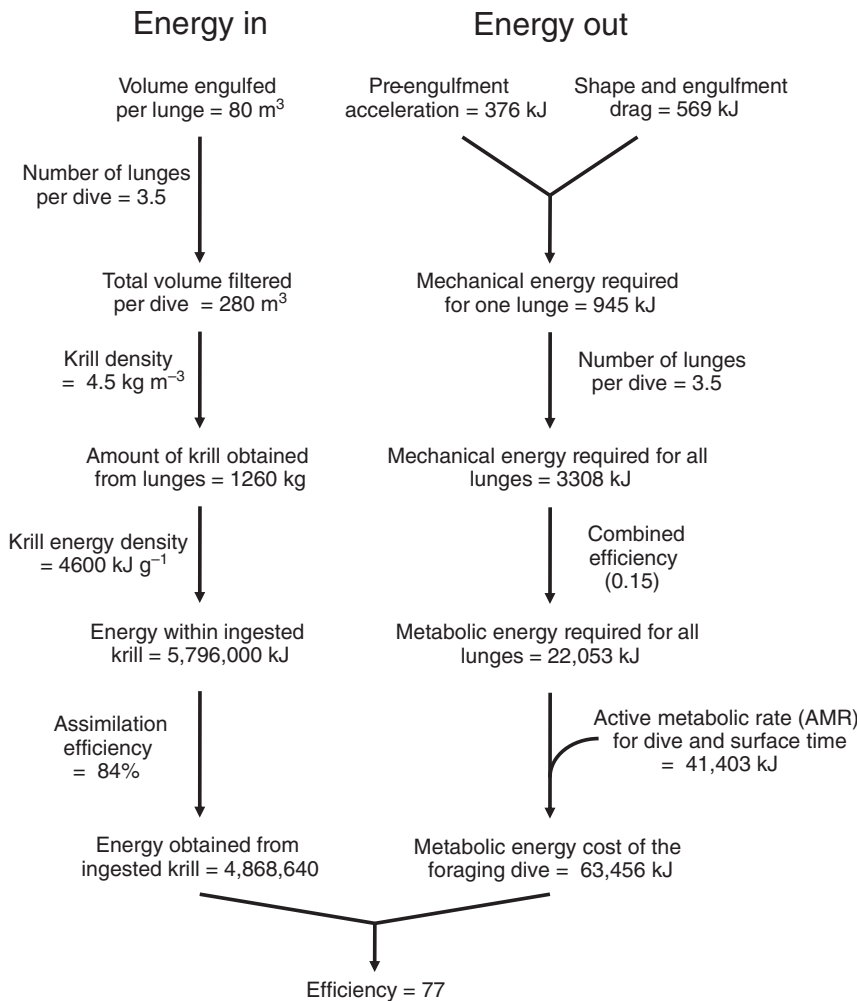 Energy in
Volume engulfed
per lunge = 80 m³
Number of lunges
per dive = 3.5
Total volume filtered
per dive = 280 m³
Krill density
= 4.5 kg m⁻³
Amount of krill obtained
from lunges = 1260 kg
Krill energy density
= 4600 kJ g⁻¹
Energy within ingested
krill = 5,796,000 kJ
Assimilation
efficiency
= 84%
Energy obtained from
ingested krill = 4,868,640
Energy out
Pre-engulfment
acceleration = 376 kJ
Shape and engulfment
drag = 569 kJ
Mechanical energy required
for one lunge = 945 kJ
Number of lunges
per dive = 3.5
Mechanical energy required for all
lunges = 3308 kJ
Combined
efficiency
(0.15)
Metabolic energy required for all
lunges = 22,053 kJ
Active metabolic rate (AMR)
for dive and surface time
= 41,403 kJ
Metabolic energy cost of the
foraging dive = 63,456 kJ
Efficiency = 77